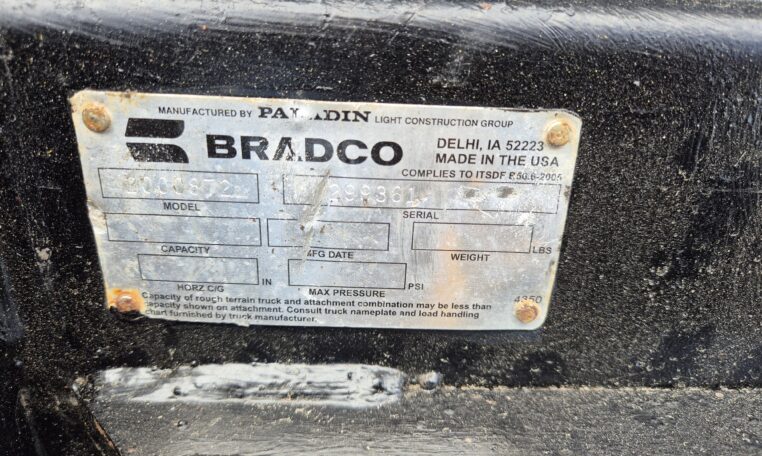 MANUFACTURED BY PALADIN LIGHT CONSTRUCTION GROUP
BRADCO
DELHI, IA 52223
MADE IN THE USA
COMPLIES TO ITSDF B56.6-2005
MODEL
SERIAL
CAPACITY
MFG DATE
WEIGHT
LBS
HORZ C/G
IN
MAX PRESSURE
PSI
Capacity of rough terrain truck and attachment combination may be less than
capacity shown on attachment. Consult truck nameplate and load handling
chart furnished by truck manufacturer.
4350